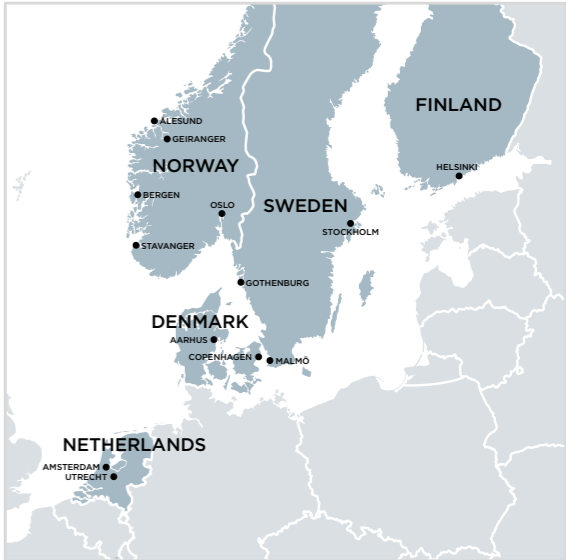 FINLAND
ÅLESUND
GEIRANGER
NORWAY
HELSINKI
BERGEN
OSLO
SWEDEN
STOCKHOLM
STAVANGER
GOTHENBURG
DENMARK
AARHUS
COPENHAGEN
MALMÖ
NETHERLANDS
AMSTERDAM
UTRECHT